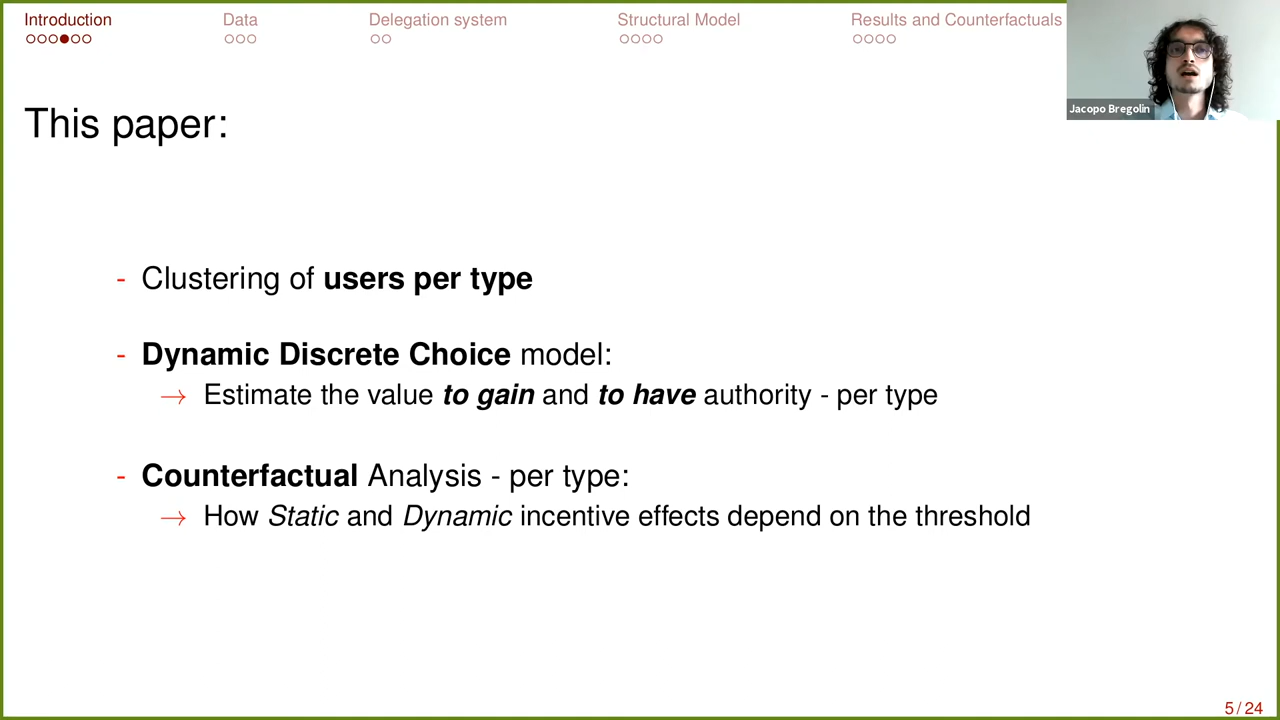 Introduction
Data
Delegation system
Structural Model
Results and Counterfactuals
Jacopo Bregolin
This paper:
- Clustering of users per type
- Dynamic Discrete Choice model:
→ Estimate the value to gain and to have authority - per type
- Counterfactual Analysis - per type:
→ How Static and Dynamic incentive effects depend on the threshold
5 / 24